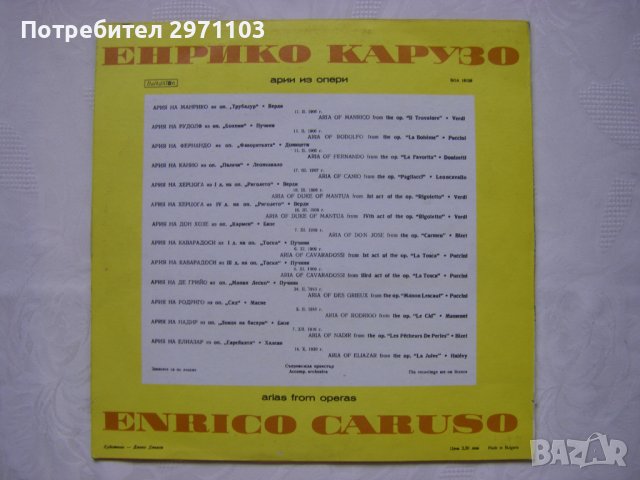 Потребител 2971103
ЕНРИКО КАРУЗО
арии из опери
Балкантон
АРИЯ НА МАНРИКО из оп. „Трубадур" • Верди
ARIA OF MANRICO from the op. "Il Trovatore" • Verdi
АРИЯ НА РУДОЛФ из оп. „Бохеми" • Пучини
ARIA OF RODOLFO from the op. "La Bohème" • Puccini
АРИЯ НА ФЕРНАНДО из оп. „Фаворитката" • Доницети
ARIA OF FERNANDO from the op. "La Favorita" • Donizetti
АРИЯ НА КАНИО из оп. „Палячи" • Леонкавало
ARIA OF CANIO from the op. "Pagliacci" • Leoncavallo
АРИЯ НА ХЕРЦОГА из I д. на оп. „Риголето" • Верди
ARIA OF DUKE OF MANTUA from Ist act of the op. "Rigoletto" • Verdi
АРИЯ НА ХЕРЦОГА из IV д. на оп. „Риголето" • Верди
ARIA OF DUKE OF MANTUA from IVth act of the op. "Rigoletto" • Verdi
АРИЯ НА ДОН ХОЗЕ из оп. „Кармен" • Бизе
ARIA OF DON JOSE from the op. "Carmen" • Bizet
АРИЯ НА КАВАРАДОСИ из I д. на оп. „Тоска" • Пучини
ARIA OF CAVARADOSSI from Ist act of the op. "La Tosca" • Puccini
АРИЯ НА КАВАРАДОСИ из III д. на оп. „Тоска" • Пучини
ARIA OF CAVARADOSSI from IIIrd act of the op. "La Tosca" • Puccini
АРИЯ НА ДЕ ГРИЙО из оп. „Манон Леско" • Пучини
ARIA OF DES GRIEUX from the op. "Manon Lescaut" • Puccini
АРИЯ НА РОДРИГО из оп. „Сид" • Масне
ARIA OF RODRIGO from the op. "Le Cid" • Massenet
АРИЯ НА НАДИР из оп. „Ловци на бисери" • Бизе
ARIA OF NADIR from the op. "Les Pêcheurs De Perles" • Bizet
АРИЯ НА ЕЛИАЗАР из оп. „Еврейката" • Халеви
ARIA OF ELIAZAR from the op. "La Juive" • Halévy
Съпровожда оркестър
Accomp. orchestra
arias from operas
ENRICO CARUSO
Made in Bulgaria
BAZAR